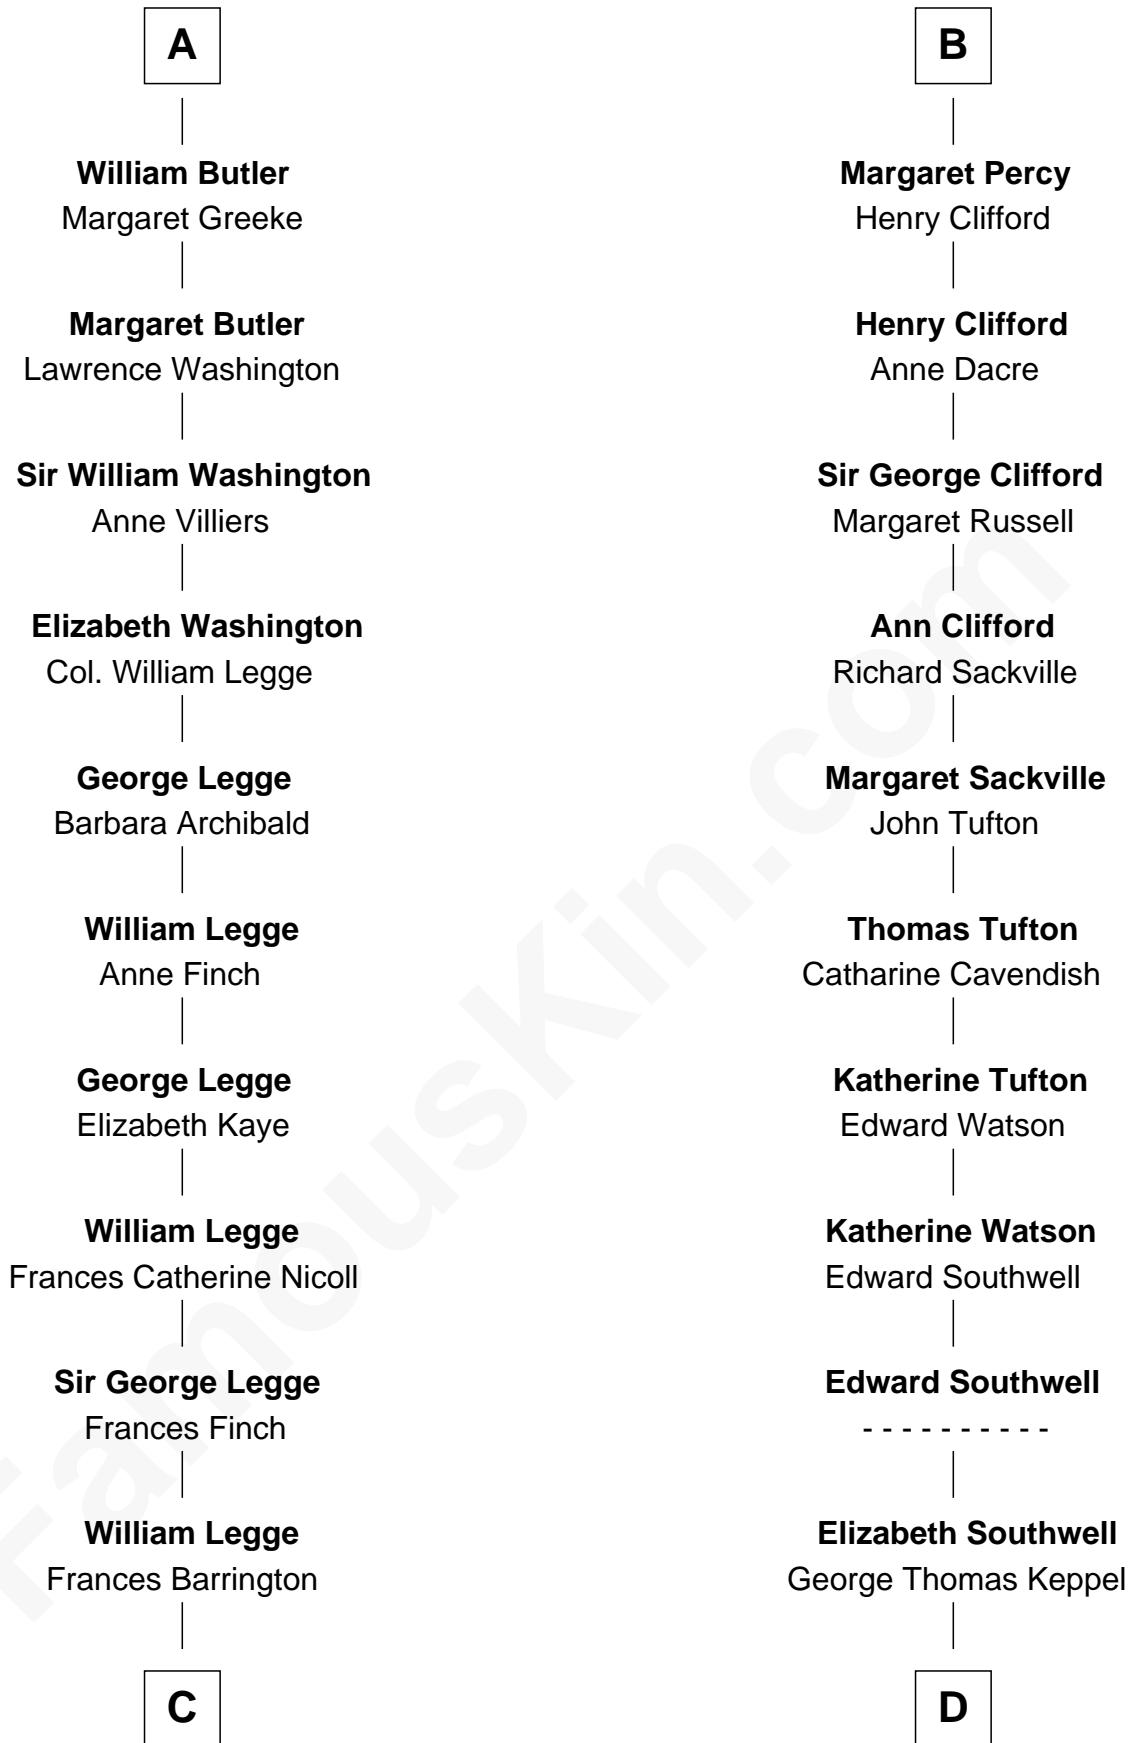 A
William Butler
Margaret Greeke
Margaret Butler
Lawrence Washington
Sir William Washington
Anne Villiers
Elizabeth Washington
Col. William Legge
George Legge
Barbara Archibald
William Legge
Anne Finch
George Legge
Elizabeth Kaye
William Legge
Frances Catherine Nicoll
Sir George Legge
Frances Finch
William Legge
Frances Barrington
C
B
Margaret Percy
Henry Clifford
Henry Clifford
Anne Dacre
Sir George Clifford
Margaret Russell
Ann Clifford
Richard Sackville
Margaret Sackville
John Tufton
Thomas Tufton
Catharine Cavendish
Katherine Tufton
Edward Watson
Katherine Watson
Edward Southwell
Edward Southwell
- - - - - - - - - -
Elizabeth Southwell
George Thomas Keppel
D
FamousKin.com